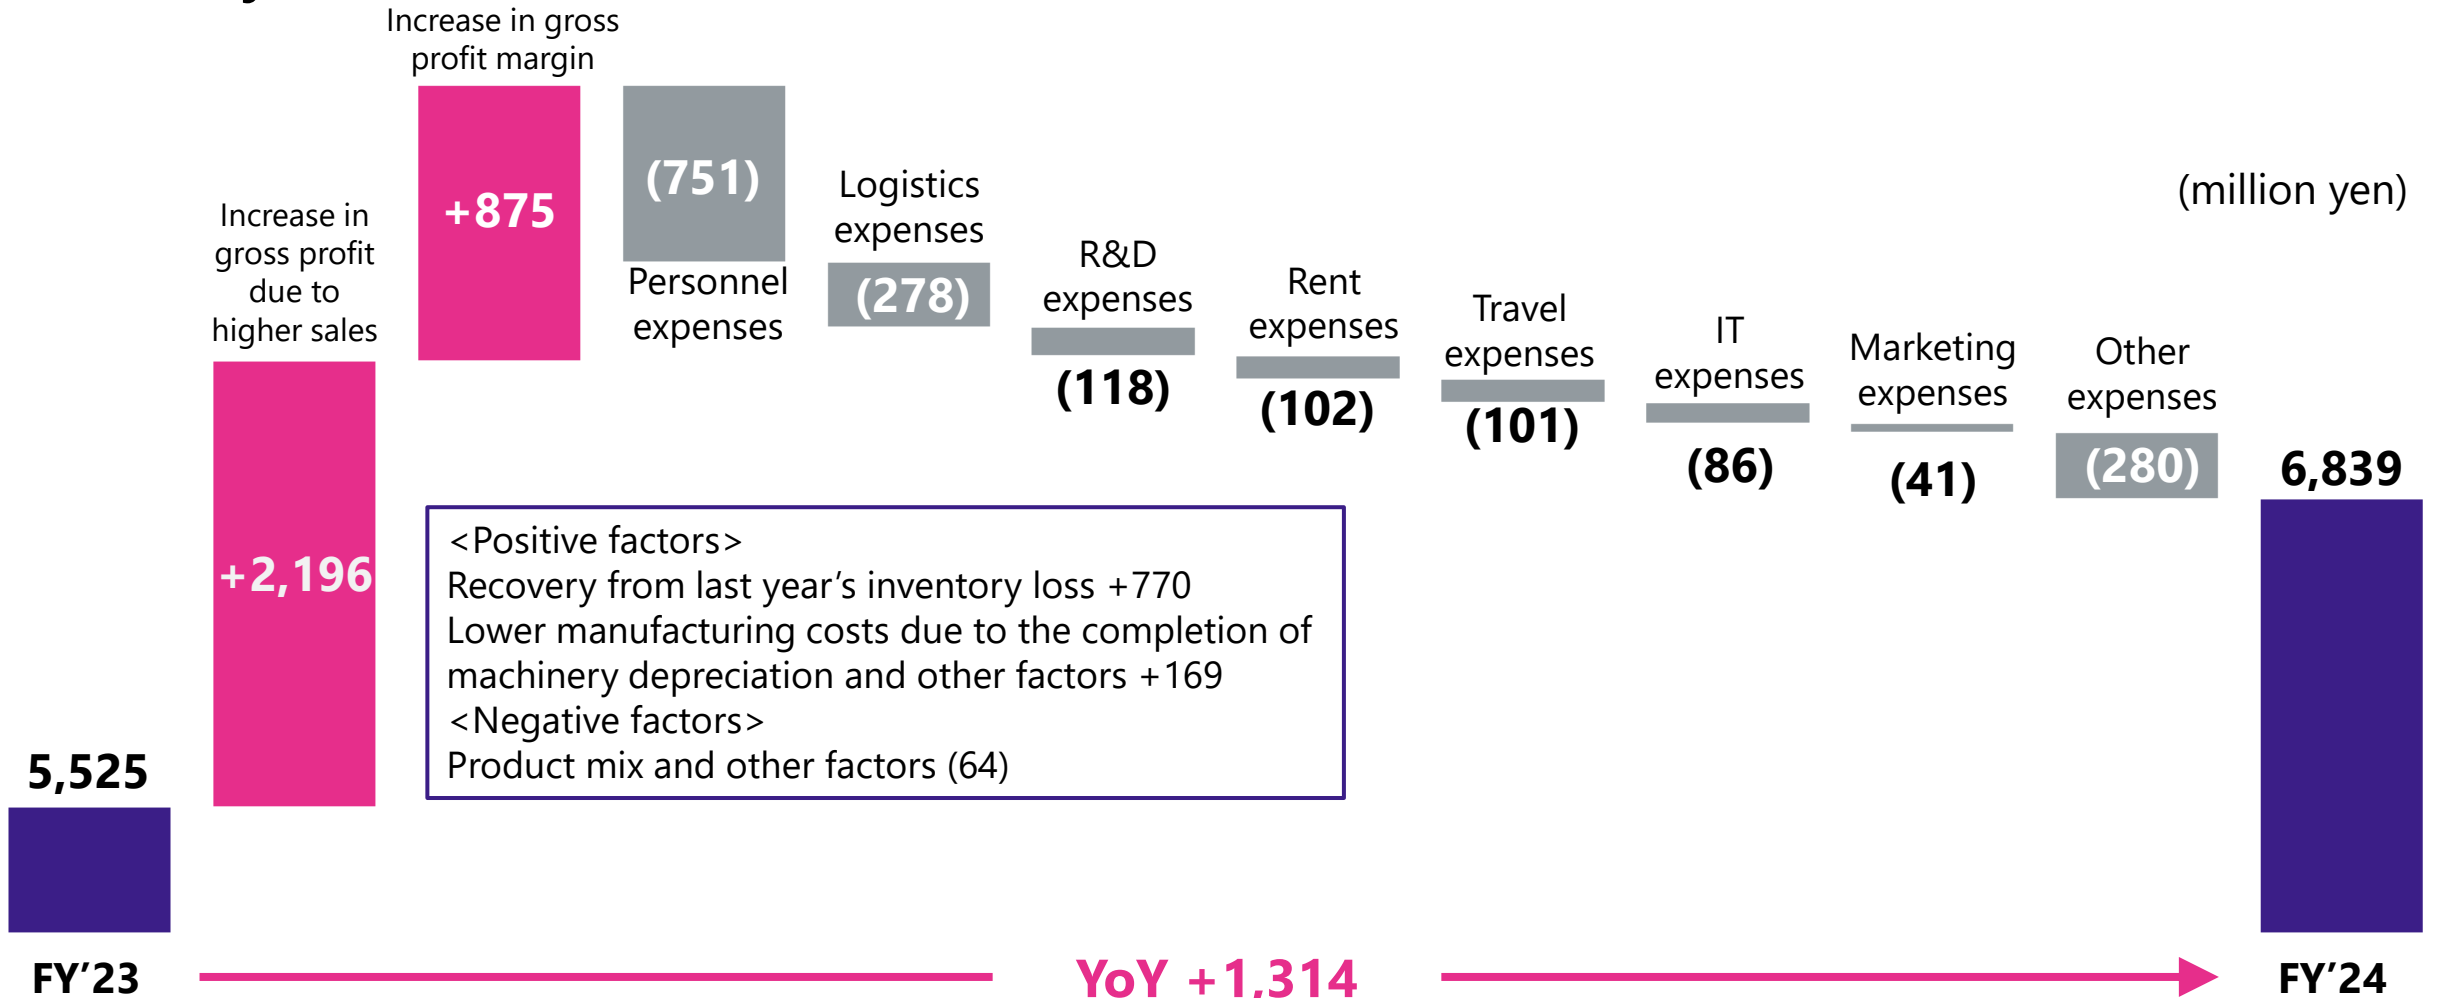 Increase in gross
profit margin
+875
(751)
Personnel
expenses
Increase in
gross profit
due to
higher sales
+2,196
Logistics
expenses
(278)
R&D
expenses
(118)
Rent
expenses
(102)
Travel
expenses
(101)
IT
expenses
(86)
Marketing
expenses
(41)
Other
expenses
(280)
(million yen)
6,839
<Positive factors>
Recovery from last year’s inventory loss +770
Lower manufacturing costs due to the completion of
machinery depreciation and other factors +169
<Negative factors>
Product mix and other factors (64)
5,525
FY’23
YoY +1,314
FY’24